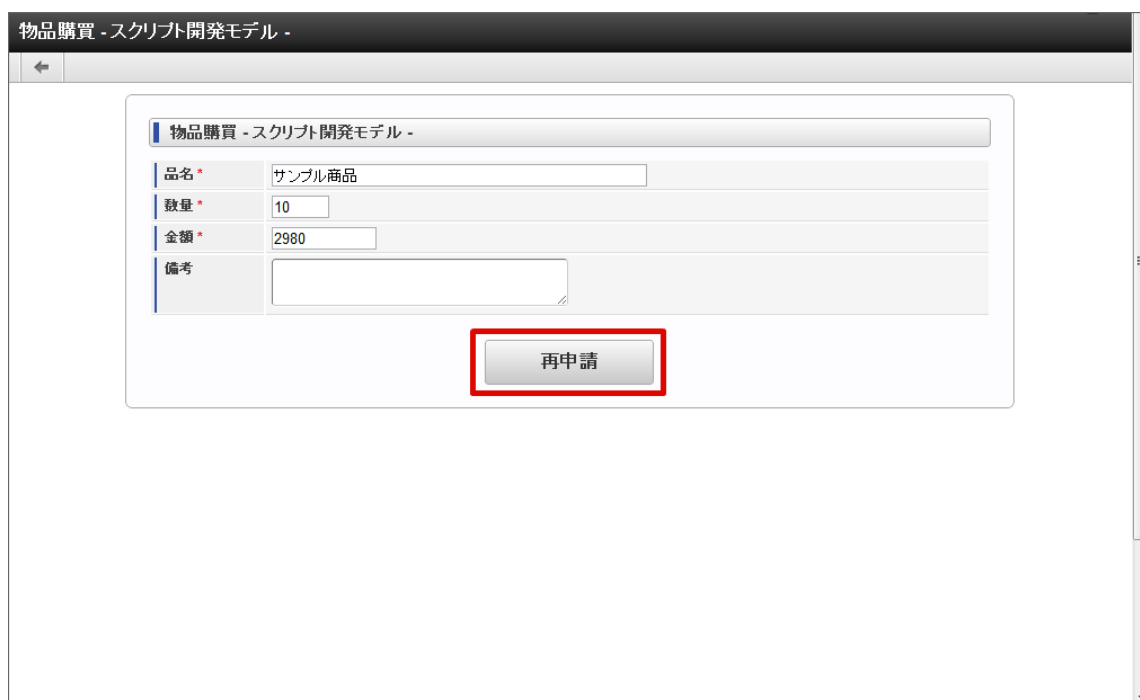 物品購買 -スクリプト開発モデル -
物品購買 -スクリプト開発モデル -
品名 * サンプル商品
数量 * 10
金額 * 2980
備考
再申請